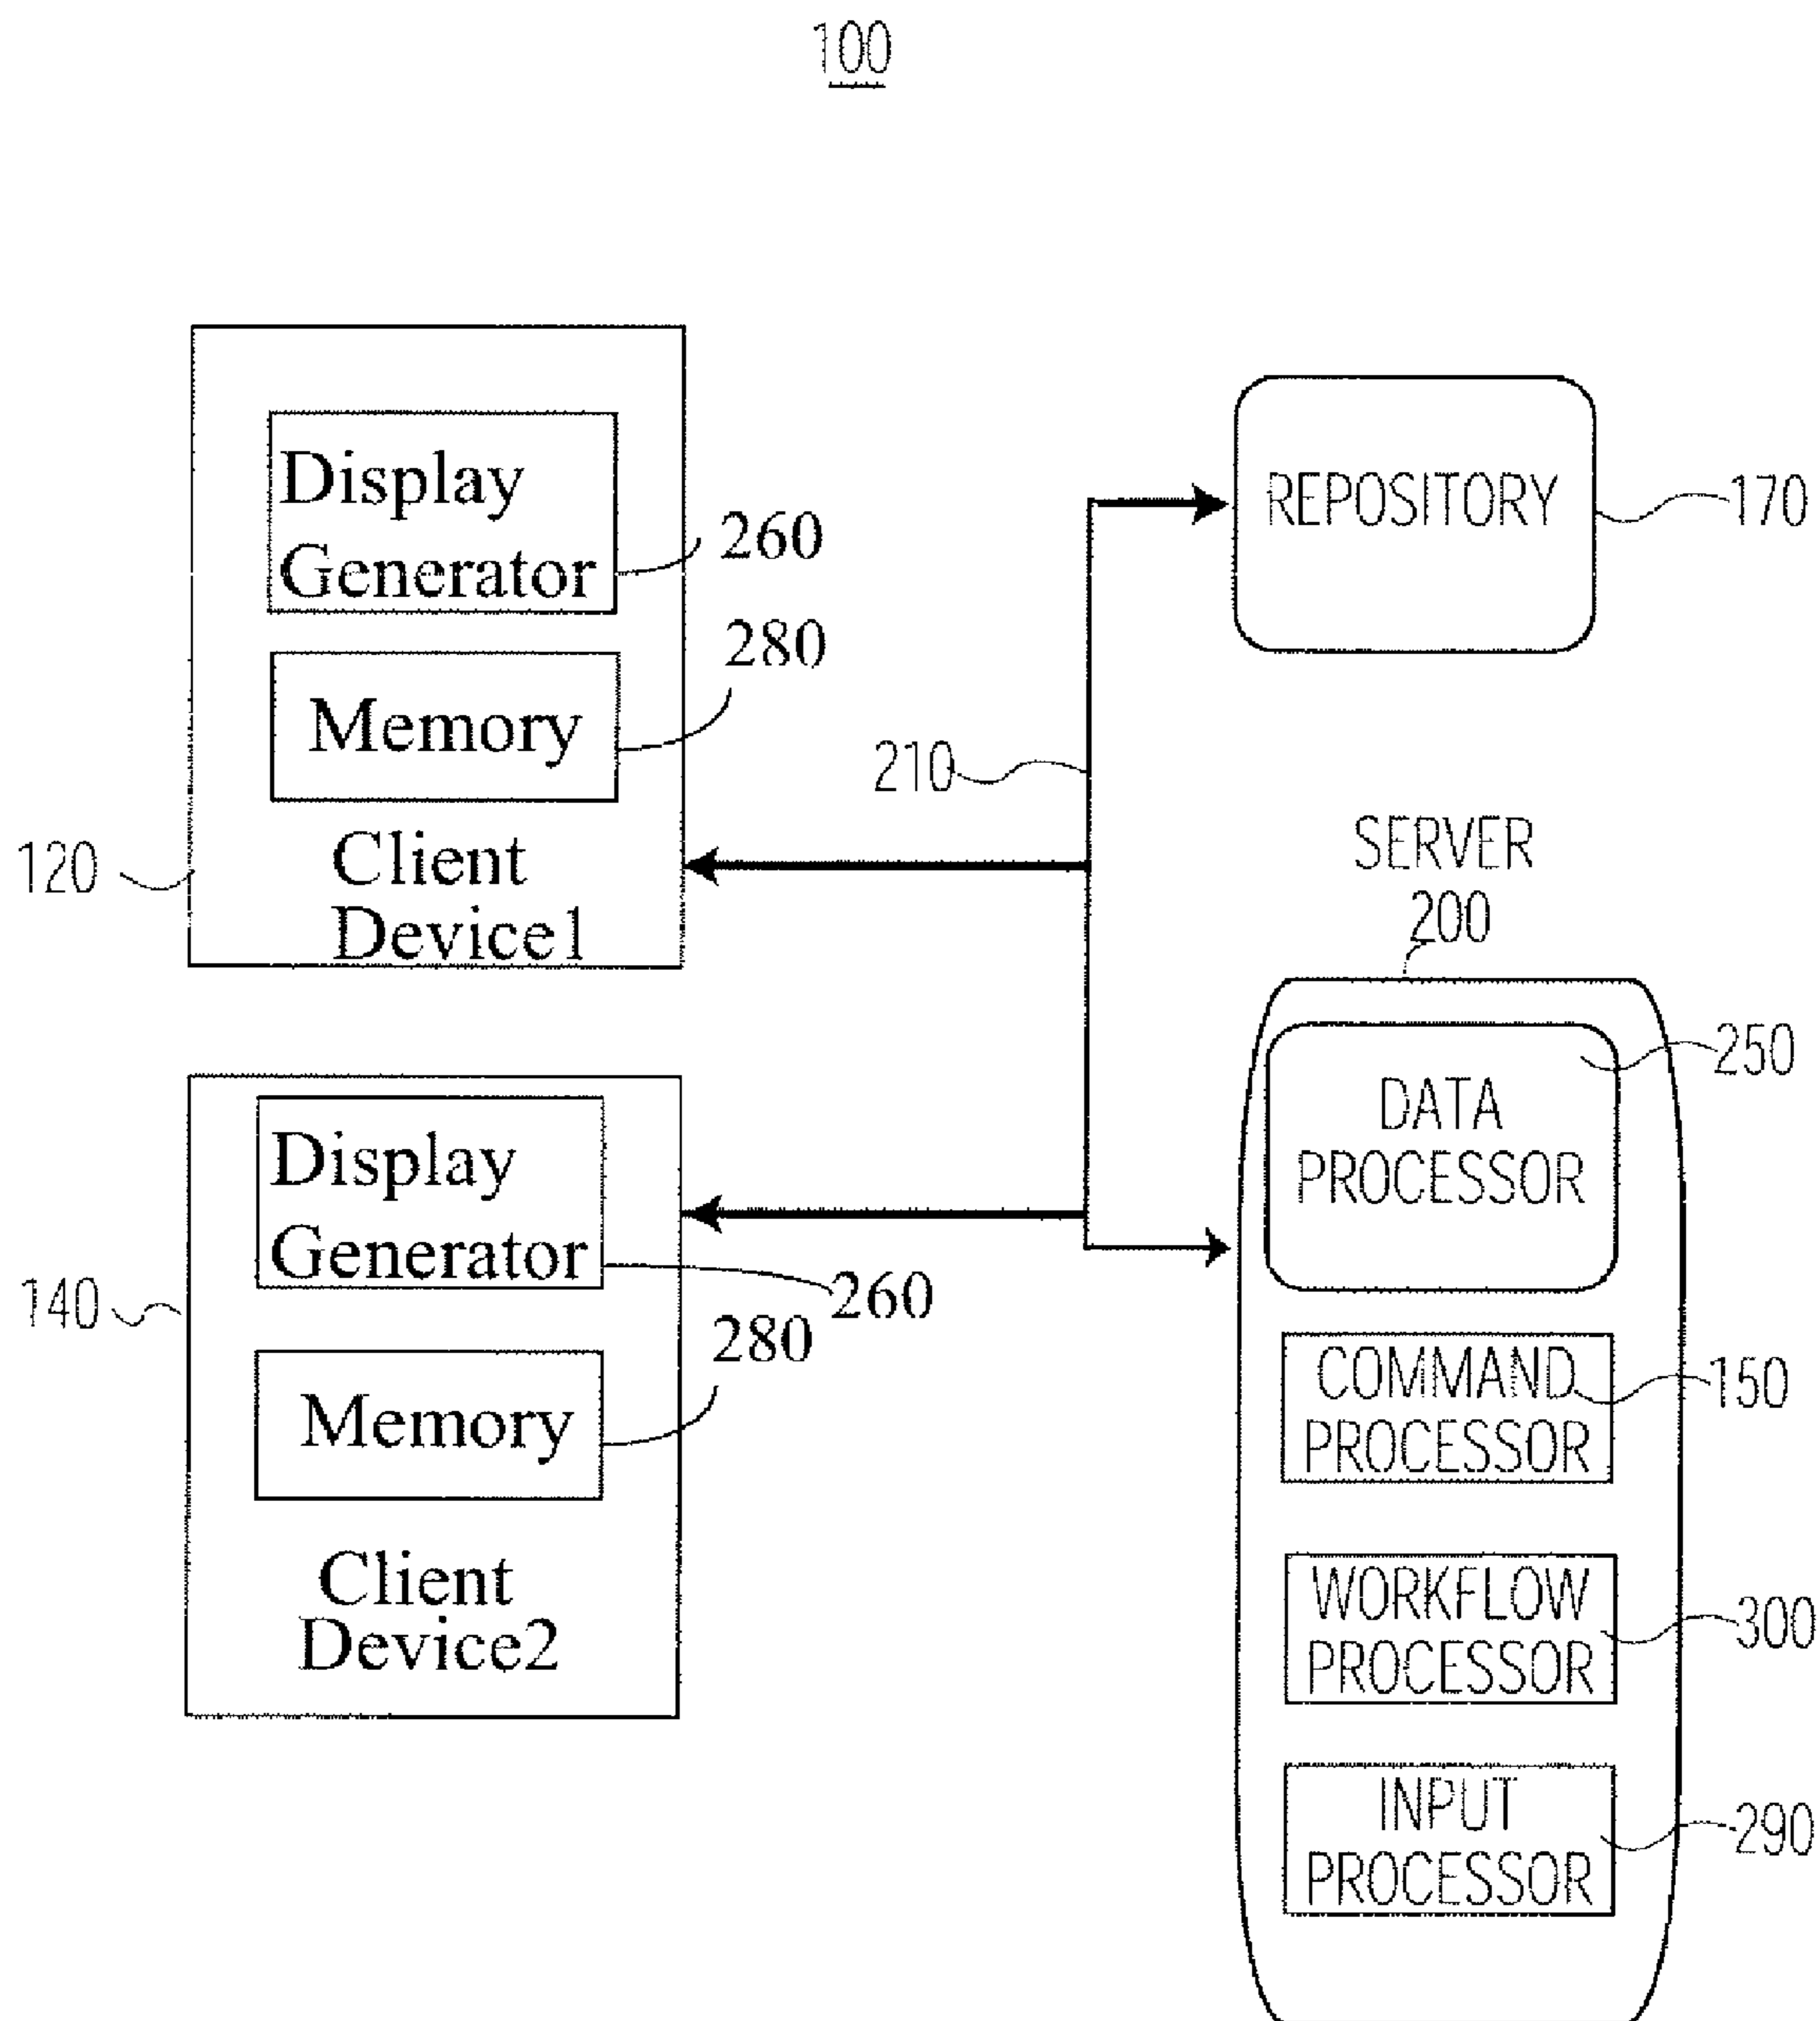 100
Display
Generator
260
Memory
280
Client
Device1
120
210
REPOSITORY
170
SERVER
200
DATA
PROCESSOR
250
COMMAND
PROCESSOR
150
WORKFLOW
PROCESSOR
300
INPUT
PROCESSOR
290
Display
Generator
260
Memory
280
Client
Device2
140